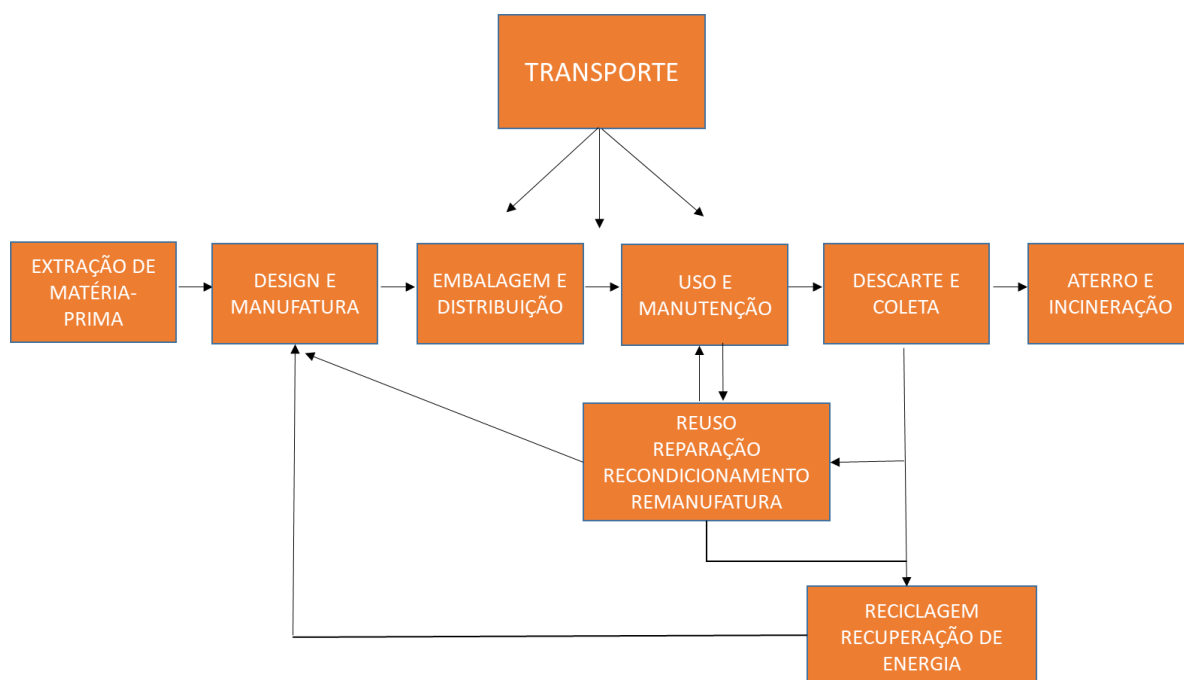 TRANSPORTE
EXTRAÇÃO DE
MATÉRIA-
PRIMA
DESIGN E
MANUFATURA
EMBALAGEM E
DISTRIBUIÇÃO
USO E
MANUTENÇÃO
DESCARTE E
COLETA
ATERRO E
INCINERAÇÃO
REUSO
REPARAÇÃO
RECONDICIONAMENTO
REMANUFATURA
RECICLAGEM
RECUPERAÇÃO DE
ENERGIA